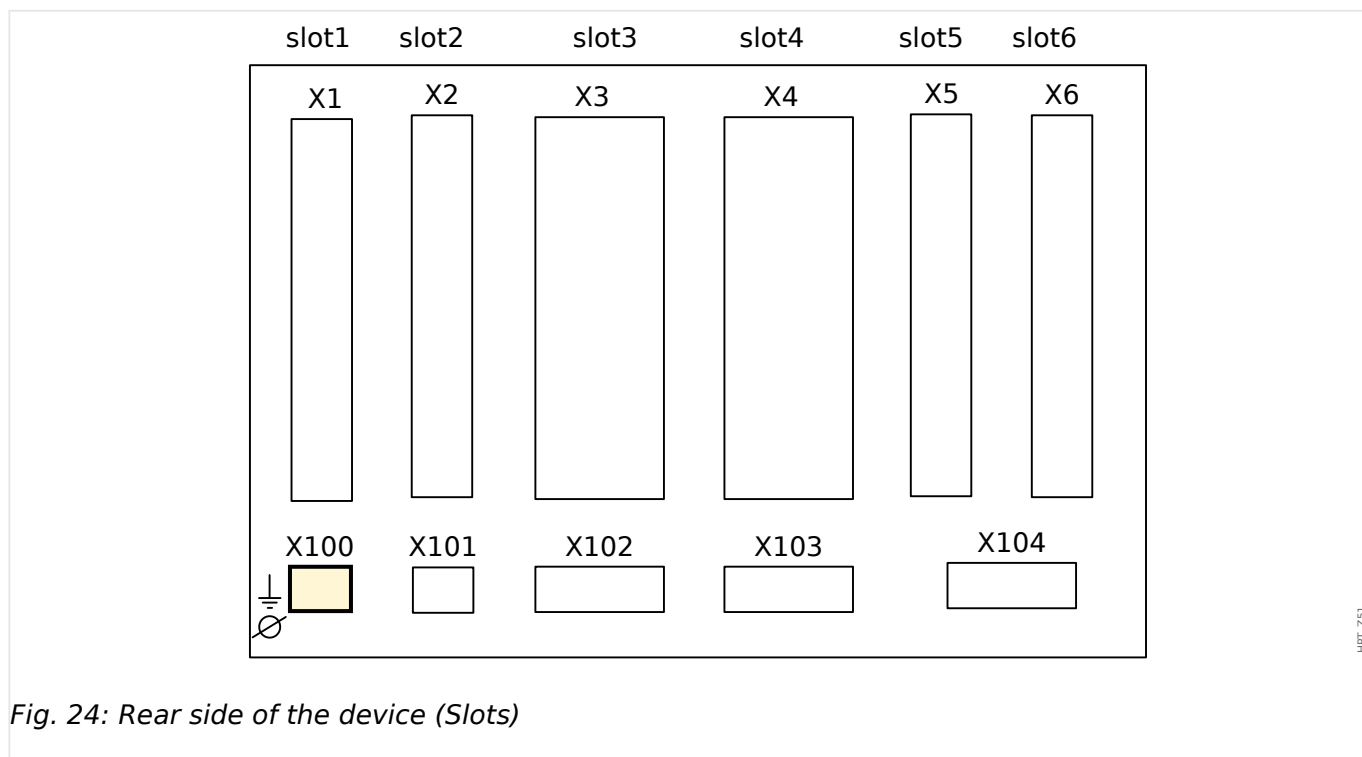 slot1 slot2 slot3 slot4 slot5 slot6
X1 X2 X3 X4 X5 X6
X100 X101 X102 X103 X104
Fig. 24: Rear side of the device (Slots)